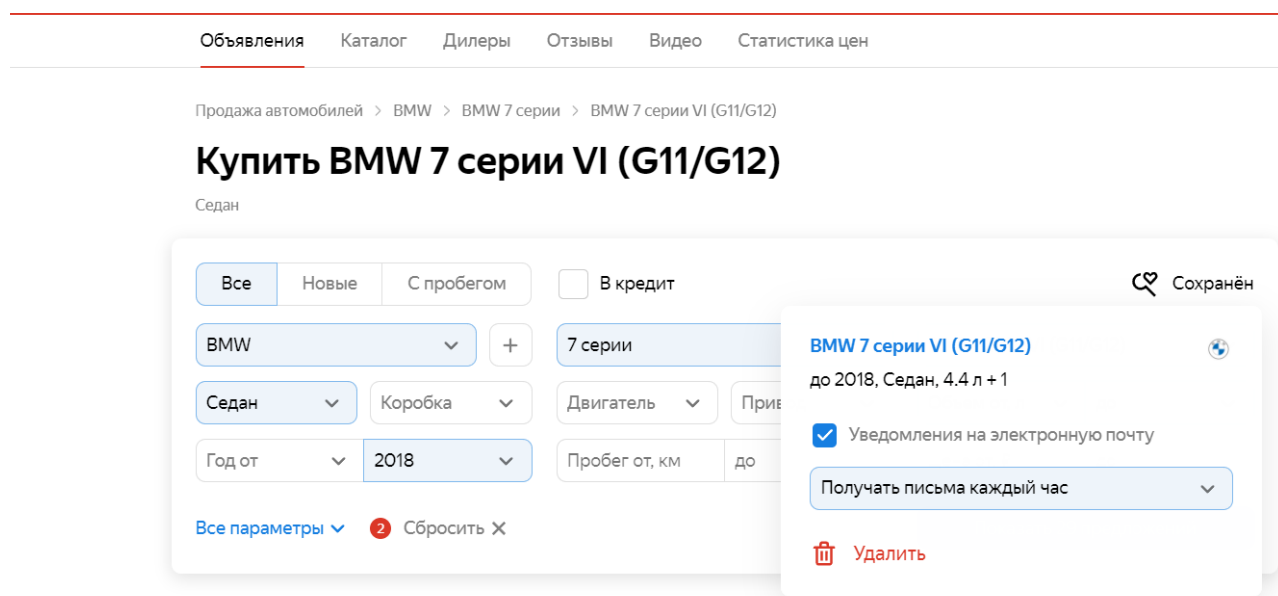 Объявления Каталог Дилеры Отзывы Видео Статистика цен
Продажа автомобилей > BMW > BMW 7 серии > BMW 7 серии VI (G11/G12)
Купить BMW 7 серии VI (G11/G12)
Седан
Все Новые С пробегом В кредит Сохранён
BMW + 7 серии
Седан Коробка Двигатель
Год от 2018 Пробег от, км до
Все параметры 2 Сбросить
BMW 7 серии VI (G11/G12)
до 2018, Седан, 4.4 л + 1
Уведомления на электронную почту
Получать письма каждый час
Удалить